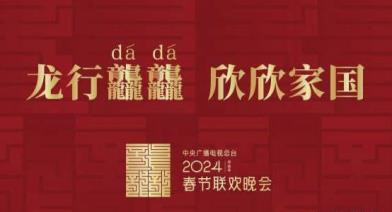 dá dá
龙行龘龘 欣欣家国
中央广播电视总台
2024
春节联欢晚会